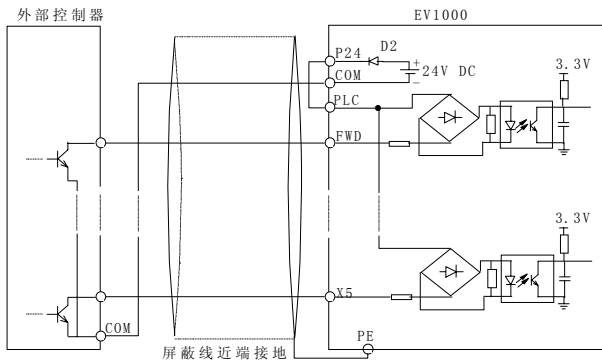 外部控制器
EV1000
P24
D2
+
24V DC
−
COM
PLC
3.3V
FWD
3.3V
X5
COM
PE
屏蔽线近端接地